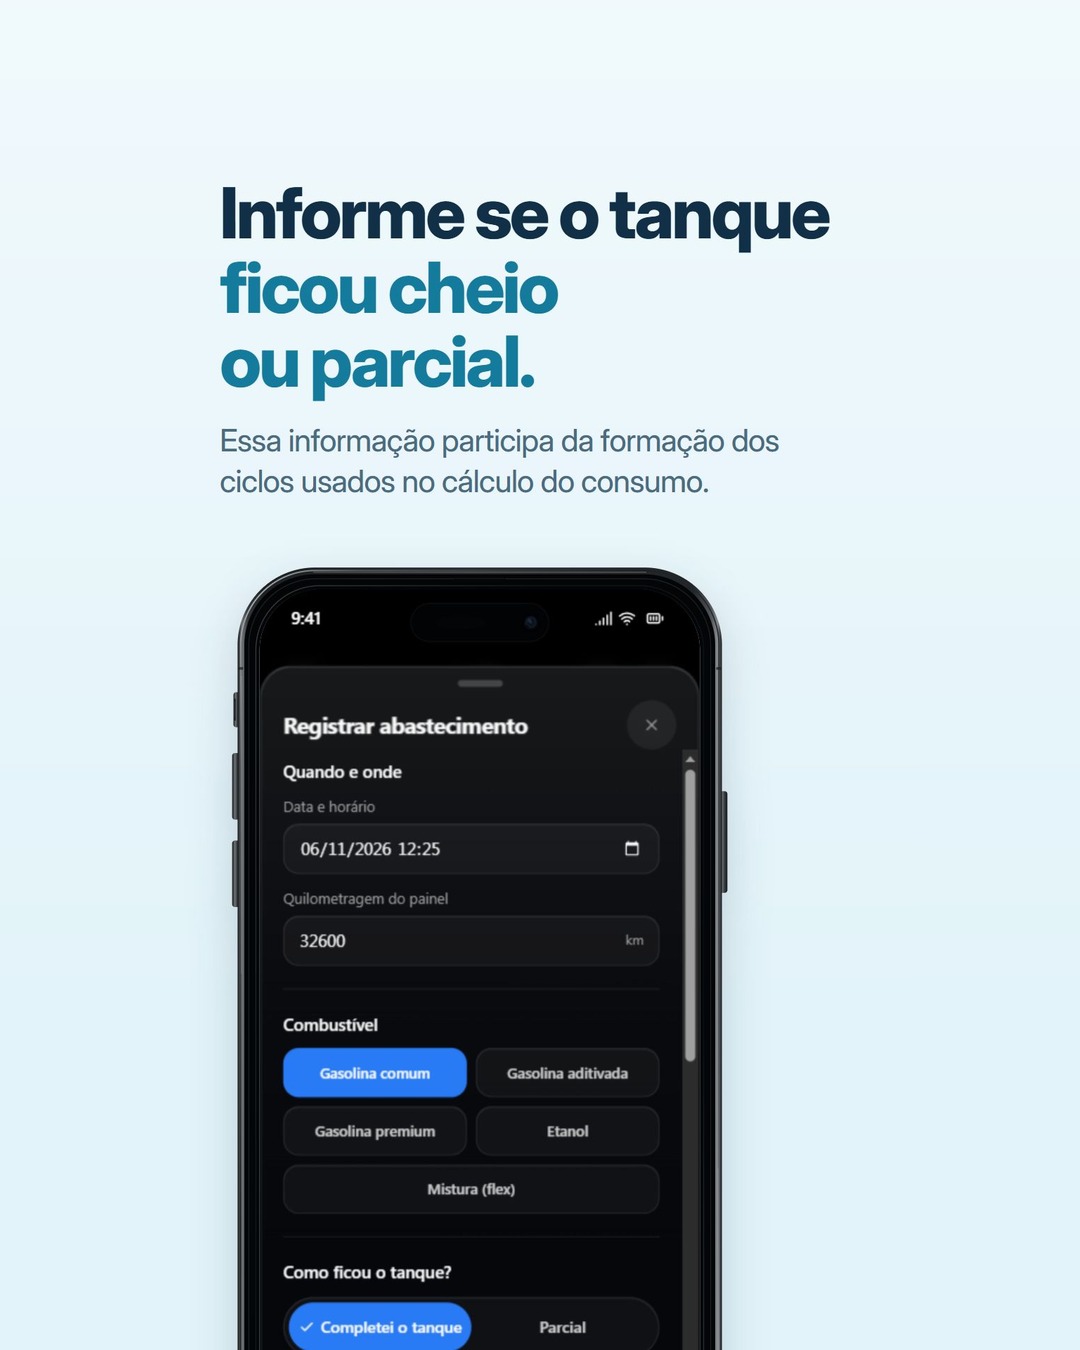 Informe se o tanque
ficou cheio
ou parcial.
Essa informação participa da formação dos
ciclos usados no cálculo do consumo.
9:41
Registrar abastecimento
Quando e onde
Data e horário
06/11/2026 12:25
Quilometragem do painel
32600 km
Combustível
Gasolina comum Gasolina aditivada
Gasolina premium Etanol
Mistura (flex)
Como ficou o tanque?
Completei o tanque Parcial